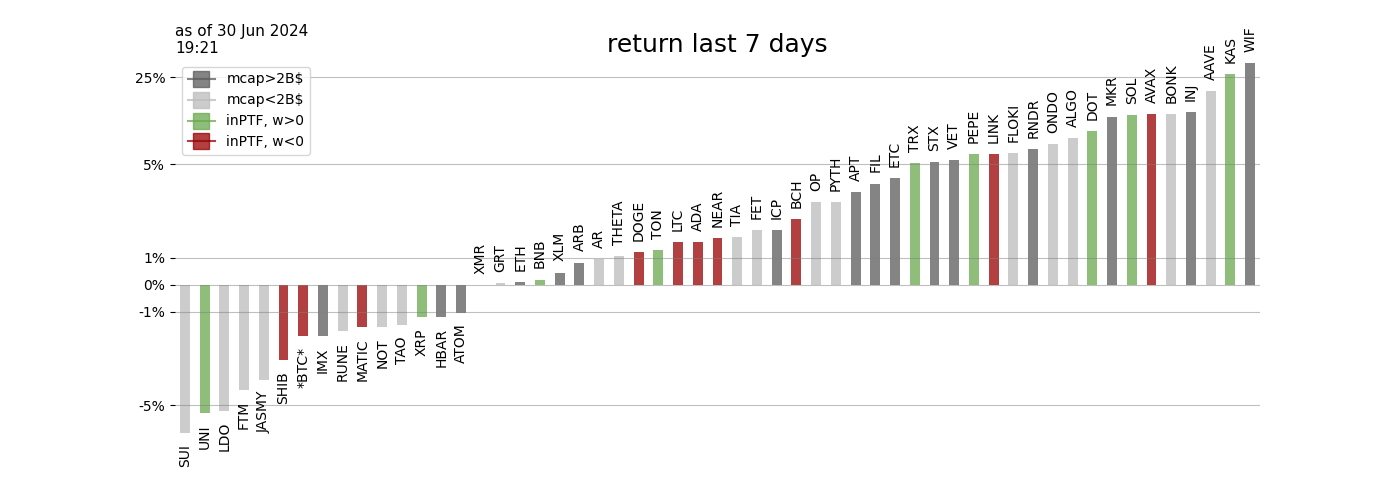 as of 30 Jun 2024
19:21
return last 7 days
mcap>2B$
mcap<2B$
inPTF, w>0
inPTF, w<0
25%
5%
1%
0%
-1%
-5%
SUI
UNI
LDO
FTM
JASMY
SHIB
*BTC*
IMX
RUNE
MATIC
NOT
TAO
XRP
HBAR
ATOM
XMR
GRT
ETH
BNB
XLM
ARB
AR
THETA
DOGE
TON
LTC
ADA
NEAR
TIA
FET
ICP
BCH
OP
PYTH
APT
FIL
ETC
TRX
STX
VET
PEPE
LINK
FLOKI
RNDR
ONDO
ALGO
DOT
MKR
SOL
AVAX
BONK
INJ
AAVE
KAS
WIF